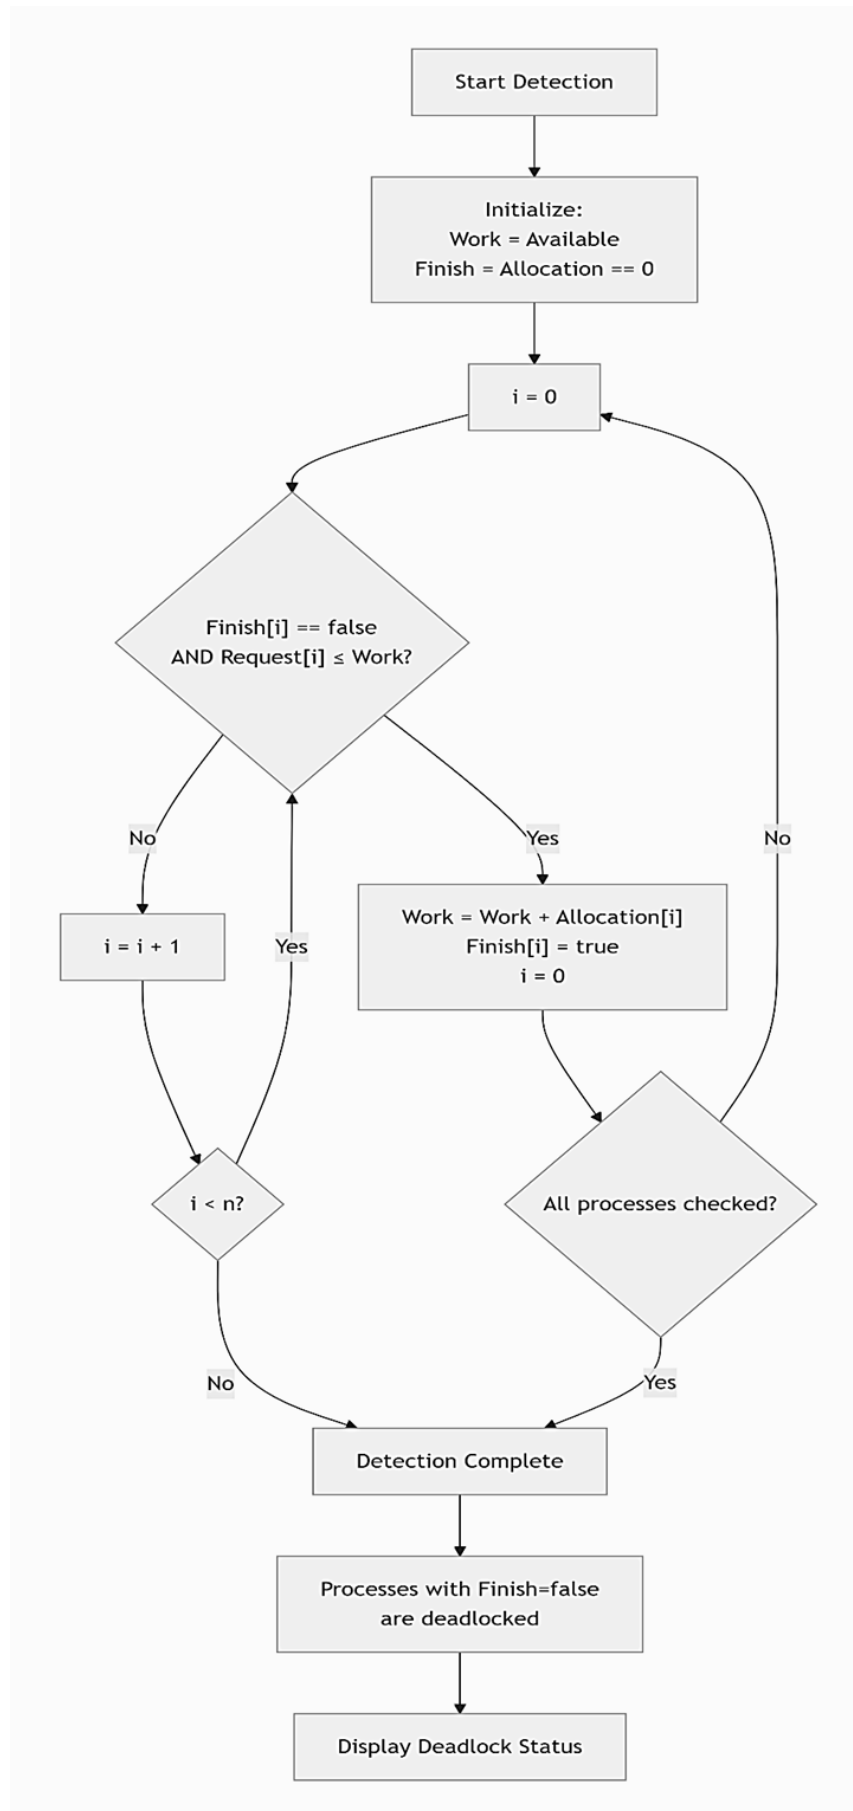 Start Detection
Initialize:
Work = Available
Finish = Allocation == 0
i = 0
Finish[i] == false
AND Request[i] ≤ Work?
No
Yes
No
i = i + 1
Yes
Work = Work + Allocation[i]
Finish[i] = true
i = 0
i < n?
All processes checked?
No
Yes
Detection Complete
Processes with Finish=false
are deadlocked
Display Deadlock Status